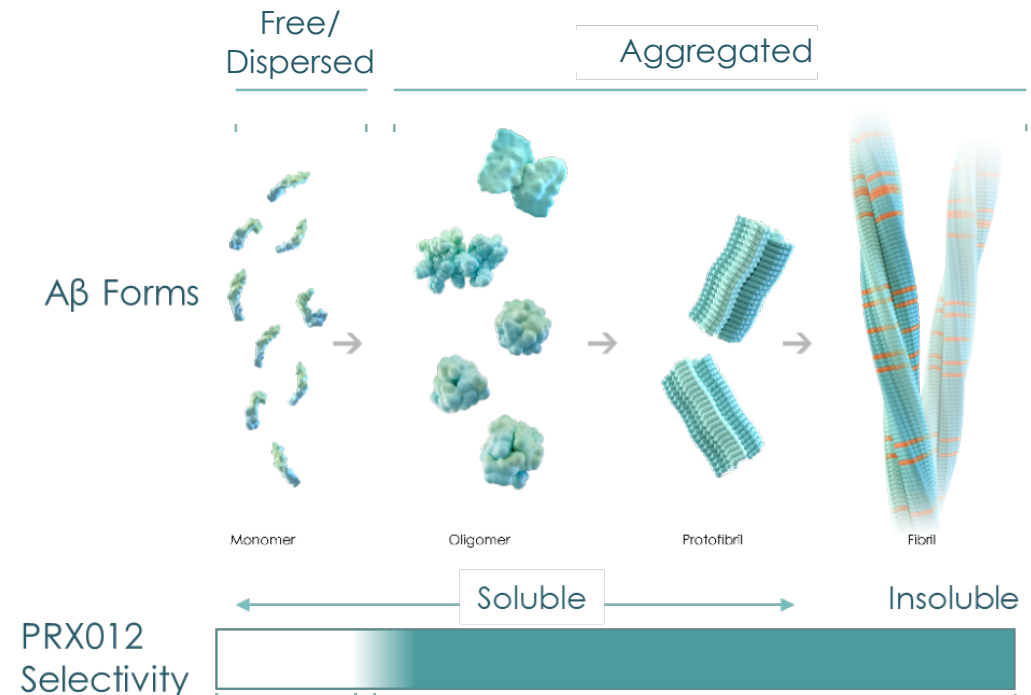 Free/
Dispersed
Aggregated
Aβ Forms
Monomer
Oligomer
Protofibril
Fibril
Soluble
Insoluble
PRX012
Selectivity